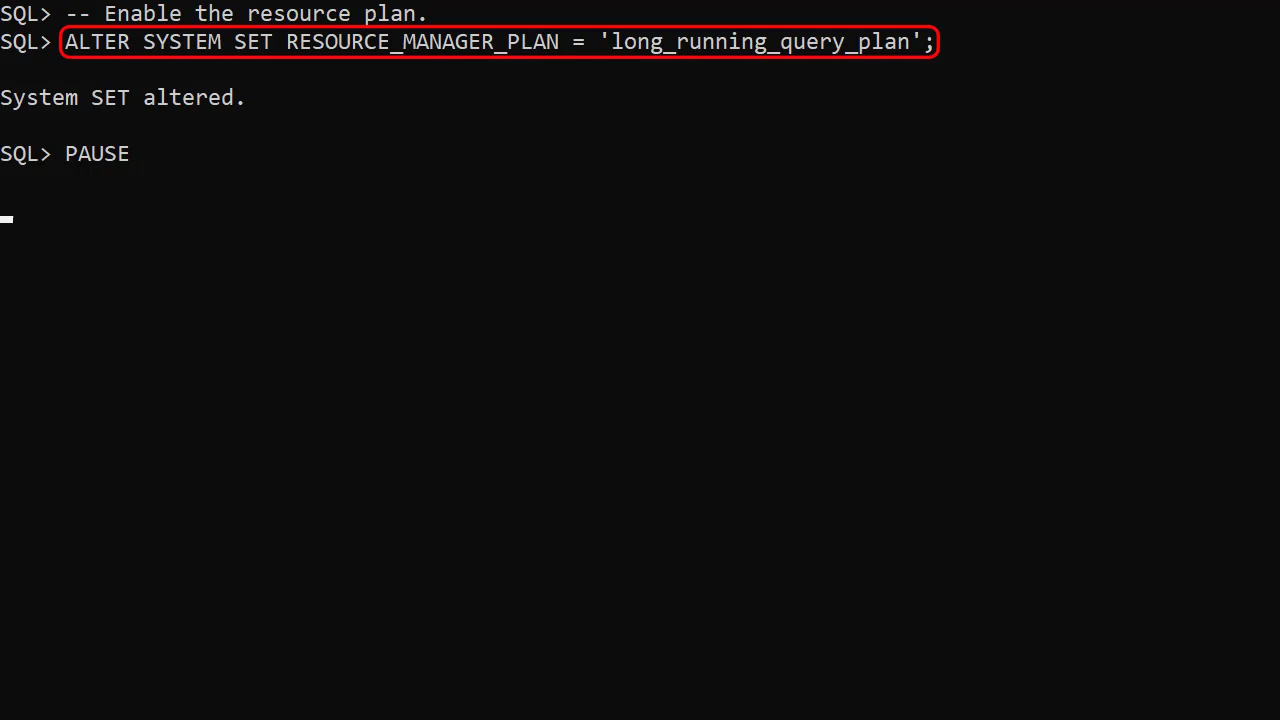 SQL> -- Enable the resource plan.
SQL> ALTER SYSTEM SET RESOURCE_MANAGER_PLAN = 'long_running_query_plan';
System SET altered.
SQL> PAUSE